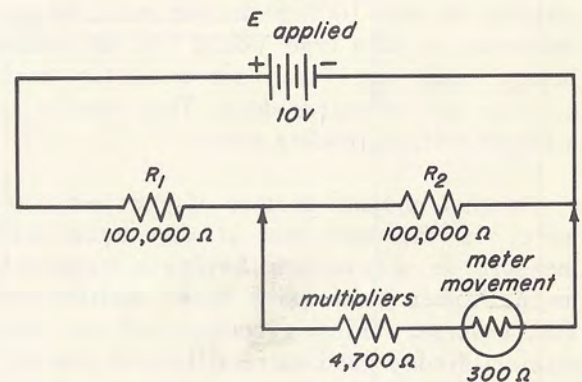 E applied
+ −
10v
R1
R2
100,000 Ω
100,000 Ω
meter
movement
multipliers
4,700 Ω
300 Ω